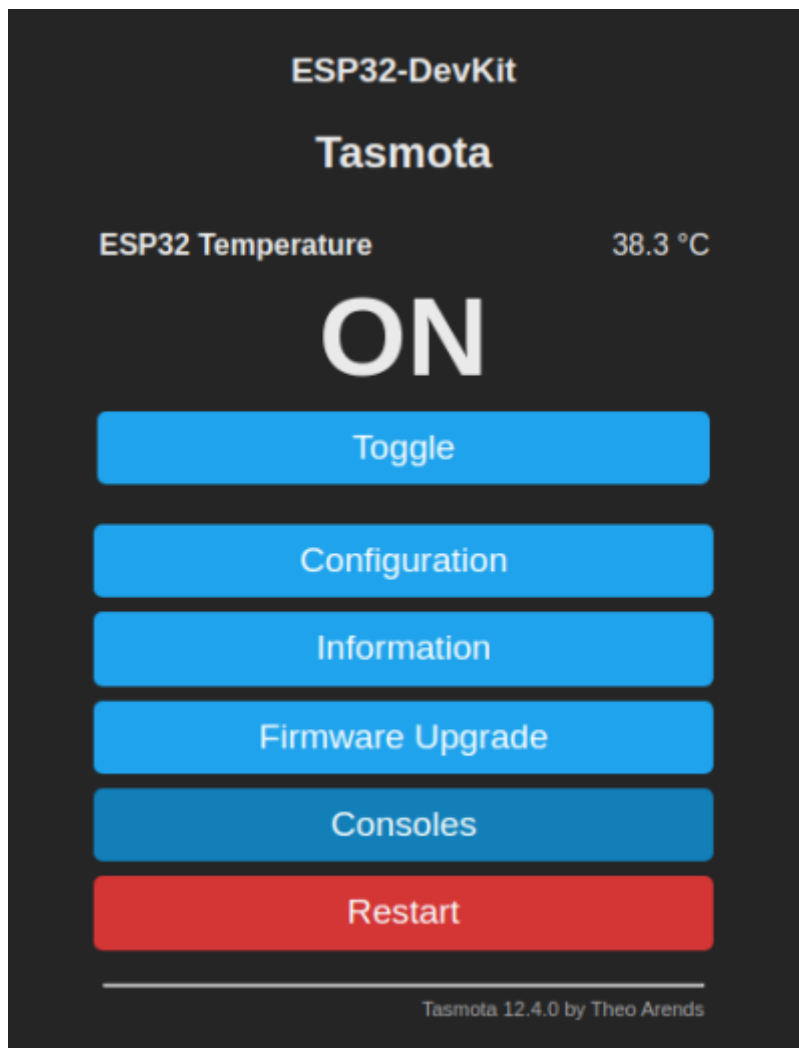 ESP32-DevKit
Tasmota
ESP32 Temperature 38.3 °C
ON
Toggle
Configuration
Information
Firmware Upgrade
Consoles
Restart
Tasmota 12.4.0 by Theo Arends